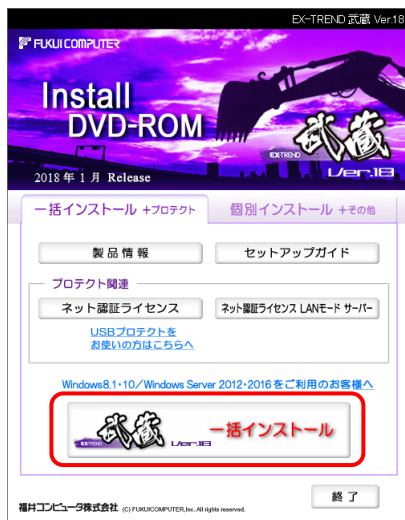 EX-TREND 武蔵 Ver.18
FUKUI COMPUTER
Install
DVD-ROM
EX-TREND 武蔵
Ver.18
2018年1月 Release
一括インストール +プロテクト 個別インストール +その他
製品情報 セットアップガイド
プロテクト関連
ネット認証ライセンス ネット認証ライセンス LANモード サーバー
USBプロテクトを
お使いの方はこちらへ
Windows8.1・10/Windows Server 2012・2016をご利用のお客様へ
EX-TREND 武蔵 Ver.18 一括インストール
終了
福井コンピュータ株式会社 (C) FUKUICOMPUTER, Inc. All rights reserved.